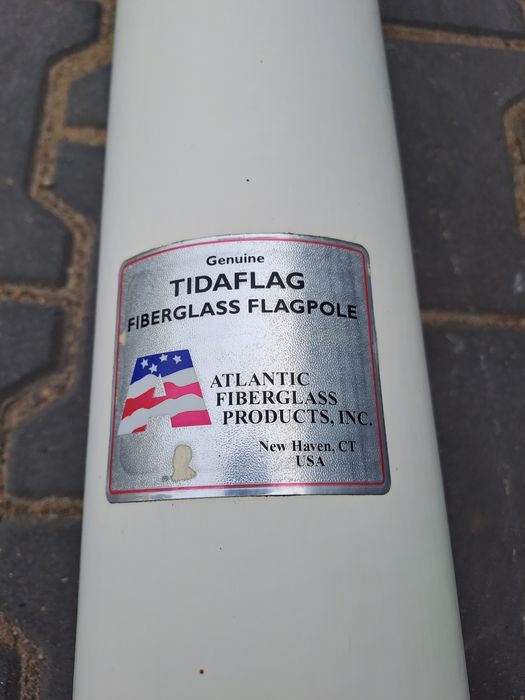 Genuine
TIDAFLAG
FIBERGLASS FLAGPOLE
A ATLANTIC
FIBERGLASS
PRODUCTS, INC.
New Haven, CT
USA